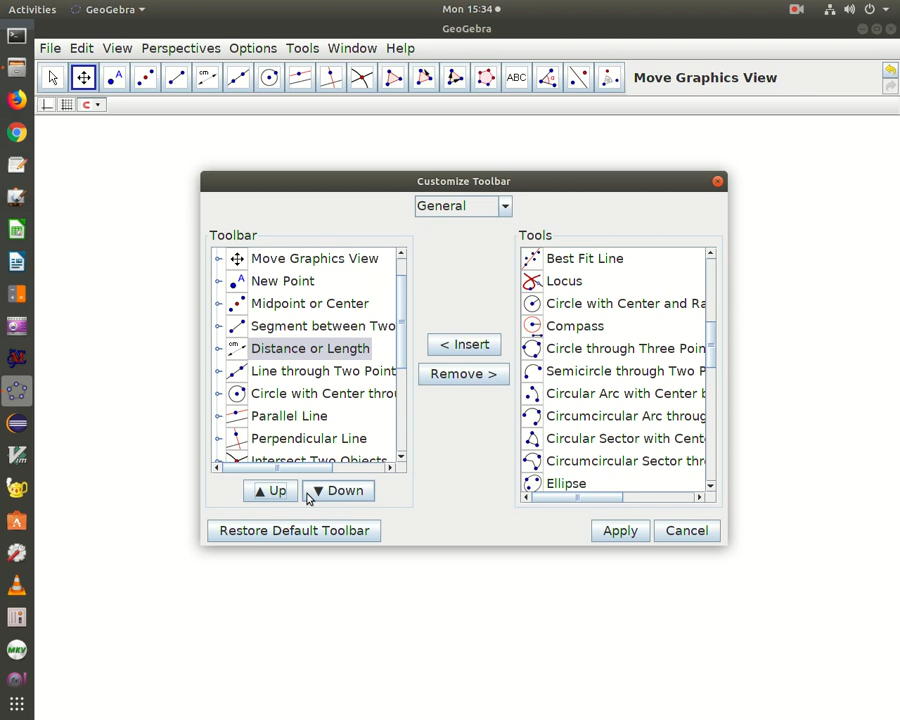 Activities
GeoGebra
Mon 15:34
GeoGebra
File Edit View Perspectives Options Tools Window Help
A
cm
ABC
Move Graphics View
Customize Toolbar
General
Toolbar
Tools
Move Graphics View
A New Point
Midpoint or Center
Segment between Two
cm Distance or Length
Line through Two Point
Circle with Center throu
Parallel Line
Perpendicular Line
Intersect Two Objects
< Insert
Remove >
Best Fit Line
Locus
Circle with Center and Ra
Compass
Circle through Three Poin
Semicircle through Two P
Circular Arc with Center b
Circumcircular Arc throug
Circular Sector with Cente
Circumcircular Sector thr
Ellipse
▲ Up
▼ Down
Restore Default Toolbar
Apply
Cancel